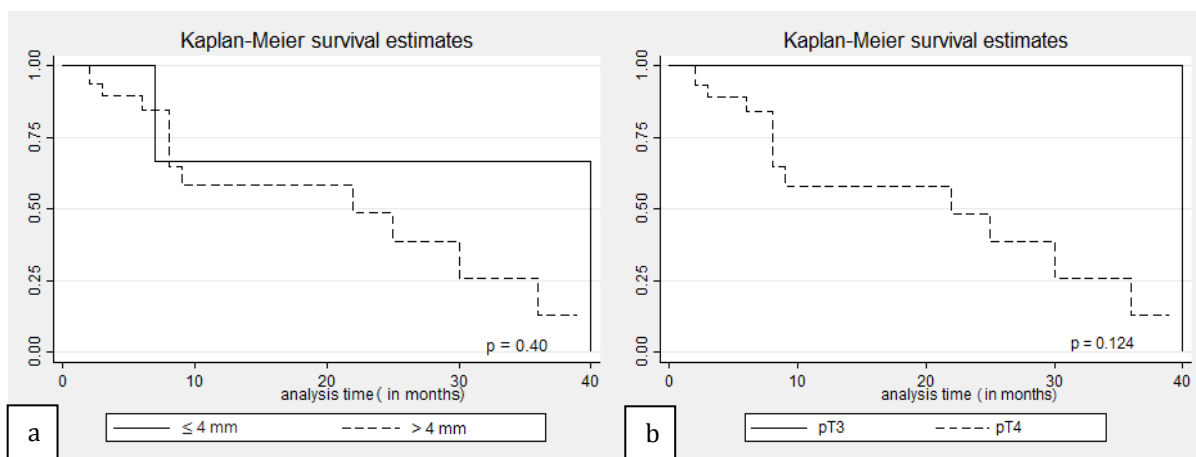 Kaplan-Meier survival estimates
1.00
0.75
0.50
0.25
0.00
p = 0.40
0 10 20 30 40
analysis time ( in months)
≤ 4 mm > 4 mm
a
Kaplan-Meier survival estimates
1.00
0.75
0.50
0.25
0.00
p = 0.124
0 10 20 30 40
analysis time (in months)
pT3 pT4
b